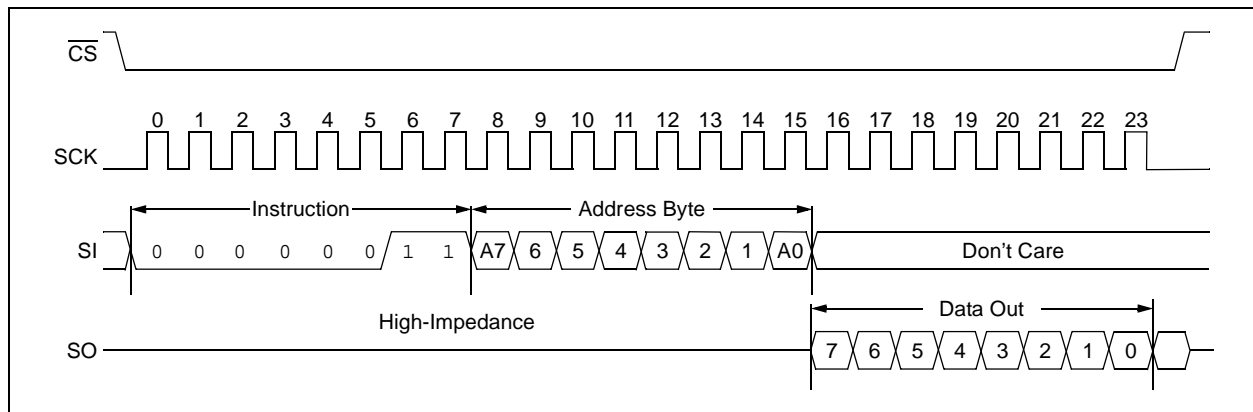 CS
0 1 2 3 4 5 6 7 8 9 10 11 12 13 14 15 16 17 18 19 20 21 22 23
SCK
Instruction Address Byte
SI 0 0 0 0 0 0 1 1 A7 6 5 4 3 2 1 A0 Don't Care
High-Impedance Data Out
SO 7 6 5 4 3 2 1 0